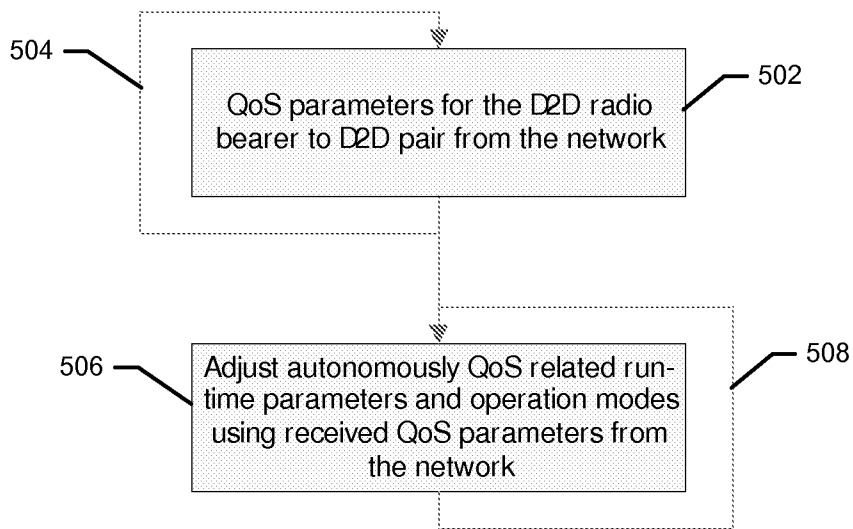 504
502
QoS parameters for the D2D radio
bearer to D2D pair from the network
506
Adjust autonomously QoS related run-
time parameters and operation modes
using received QoS parameters from
the network
508